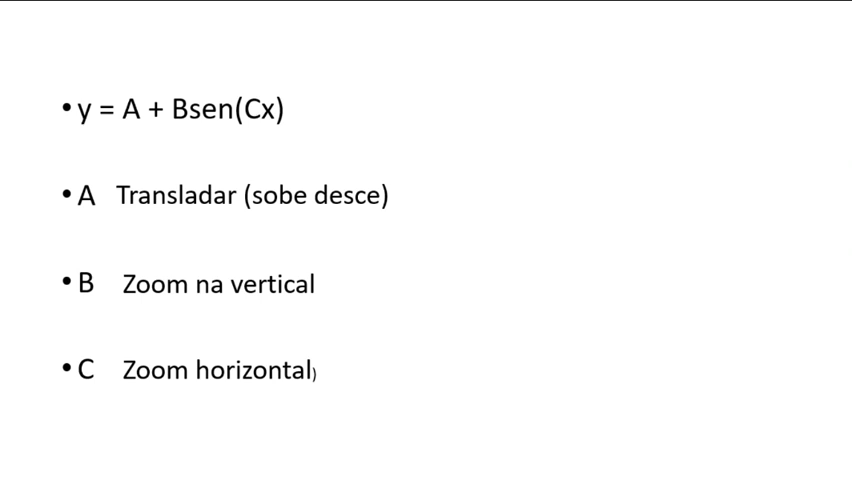 • y = A + Bsen(Cx)
• A Transladar (sobe desce)
• B Zoom na vertical
• C Zoom horizontal)